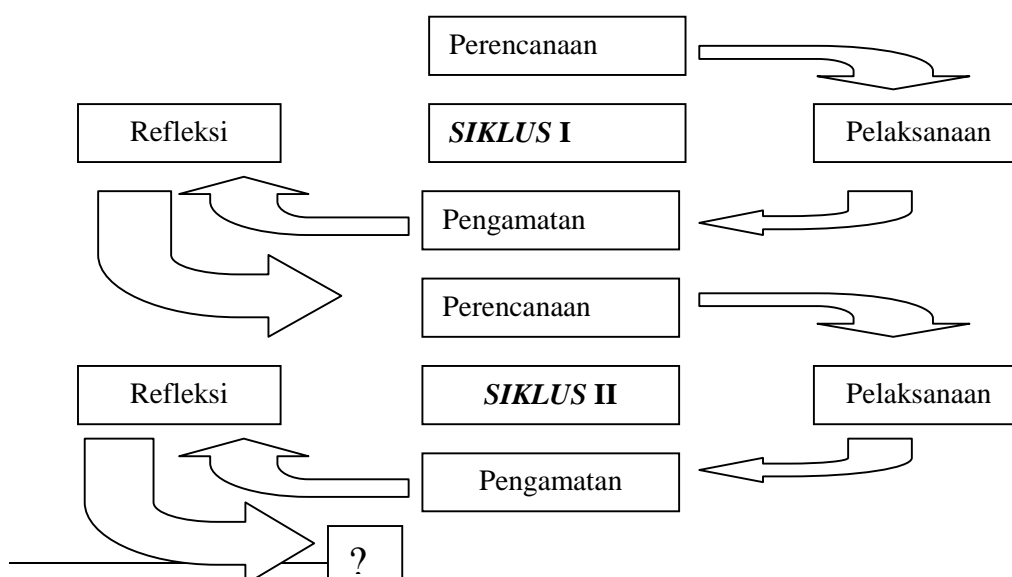 Perencanaan
Refleksi
SIKLUS I
Pelaksanaan
Pengamatan
Perencanaan
Refleksi
SIKLUS II
Pelaksanaan
Pengamatan
?